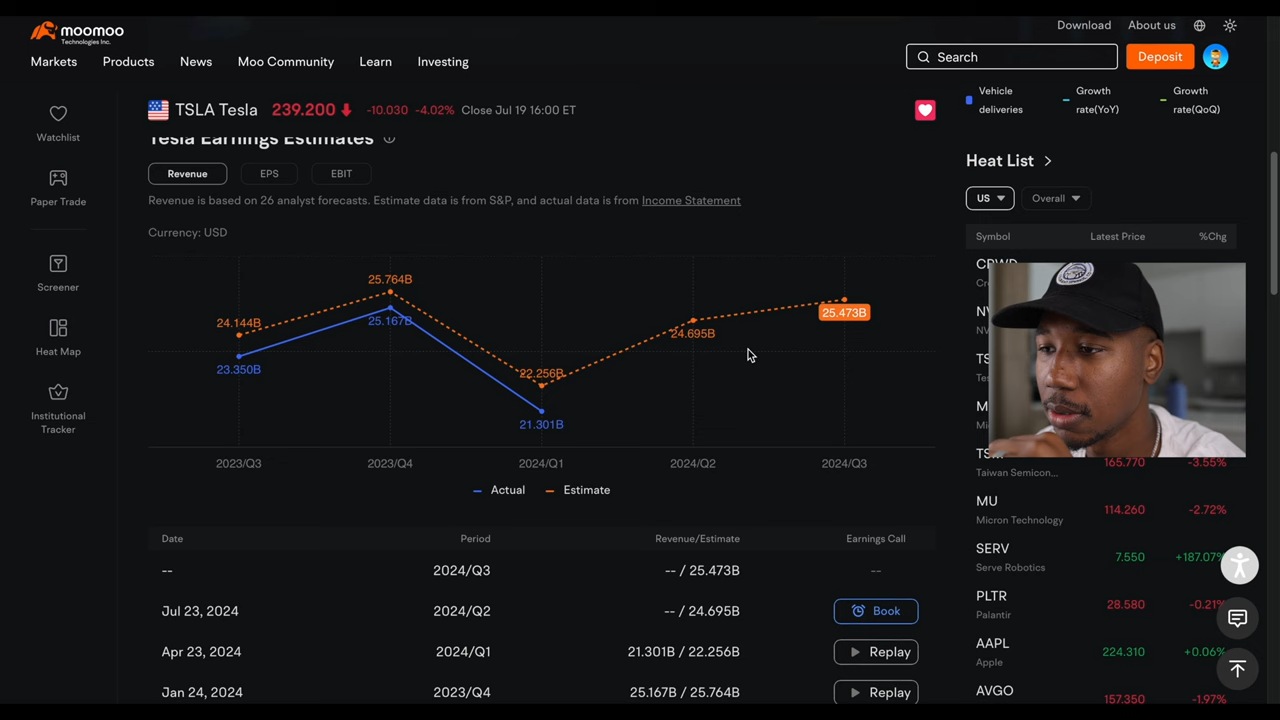 moomoo
Technologies Inc.
Download About us
Markets Products News Moo Community Learn Investing
Search
Deposit
Watchlist
Paper Trade
Screener
Heat Map
Institutional
Tracker
TSLA Tesla 239.200 -10.030 -4.02% Close Jul 19 16:00 ET
Tesla Earnings Estimates
Revenue EPS EBIT
Revenue is based on 26 analyst forecasts. Estimate data is from S&P, and actual data is from Income Statement
Currency: USD
25.764B
24.144B
25.167B
23.350B
22.256B
21.301B
24.695B
25.473B
2023/Q3 2023/Q4 2024/Q1 2024/Q2 2024/Q3
Actual Estimate
Date Period Revenue/Estimate Earnings Call
-- 2024/Q3 -- / 25.473B --
Jul 23, 2024 2024/Q2 -- / 24.695B Book
Apr 23, 2024 2024/Q1 21.301B / 22.256B Replay
Jan 24, 2024 2023/Q4 25.167B / 25.764B Replay
Vehicle
deliveries
Growth
rate(YoY)
Growth
rate(QoQ)
Heat List
US Overall
Symbol Latest Price %Chg
165.770 -3.55%
Taiwan Semicon...
MU
Micron Technology
114.260 -2.72%
SERV
Serve Robotics
7.550 +187.07%
PLTR
Palantir
28.580 -0.21%
AAPL
Apple
224.310 +0.06%
AVGO
157.350 -1.97%